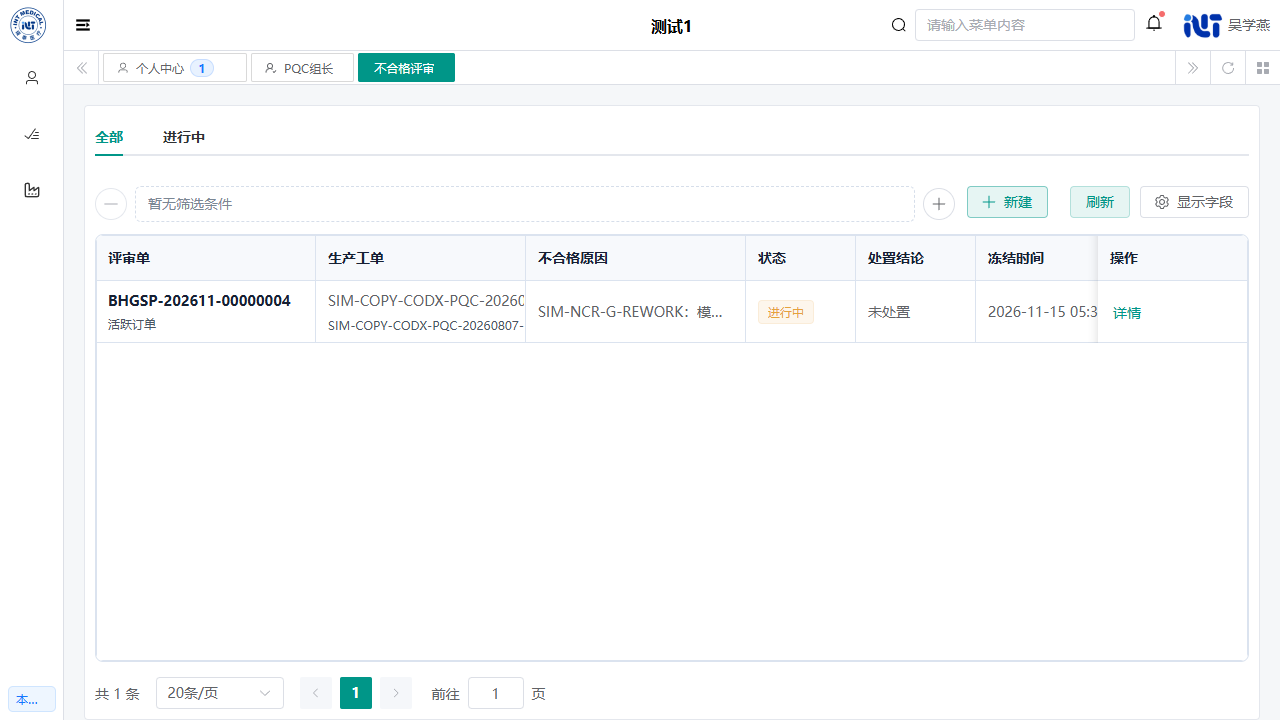 测试1
请输入菜单内容
吴学燕
个人中心 1
PQC组长
不合格评审
全部
进行中
暂无筛选条件
新建
刷新
显示字段
评审单 生产工单 不合格原因 状态 处置结论 冻结时间 操作
BHGSP-202611-00000004
活跃订单
SIM-COPY-CODX-PQC-20260
SIM-COPY-CODX-PQC-20260807-
SIM-NCR-G-REWORK：模...
进行中
未处置
2026-11-15 05:3
详情
本...
共 1 条
20条/页
1
前往 1 页